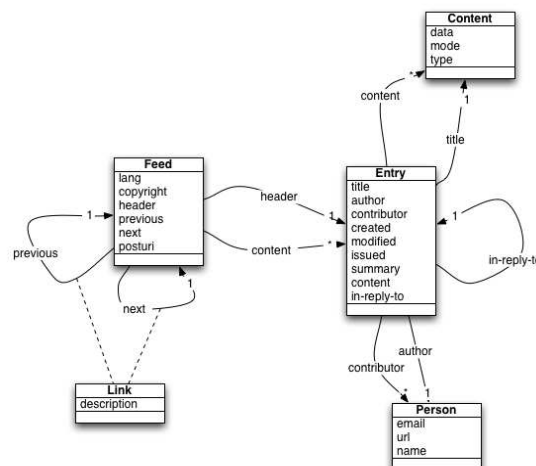 Content
data
mode
type
*
1
content
title
Feed
lang
copyright
header
previous
next
posturi
1
previous
1
next
header
1
content
*
Entry
title
author
contributor
created
modified
issued
summary
content
in-reply-to
1
in-reply-to
Link
description
contributor
author
*
1
Person
email
url
name